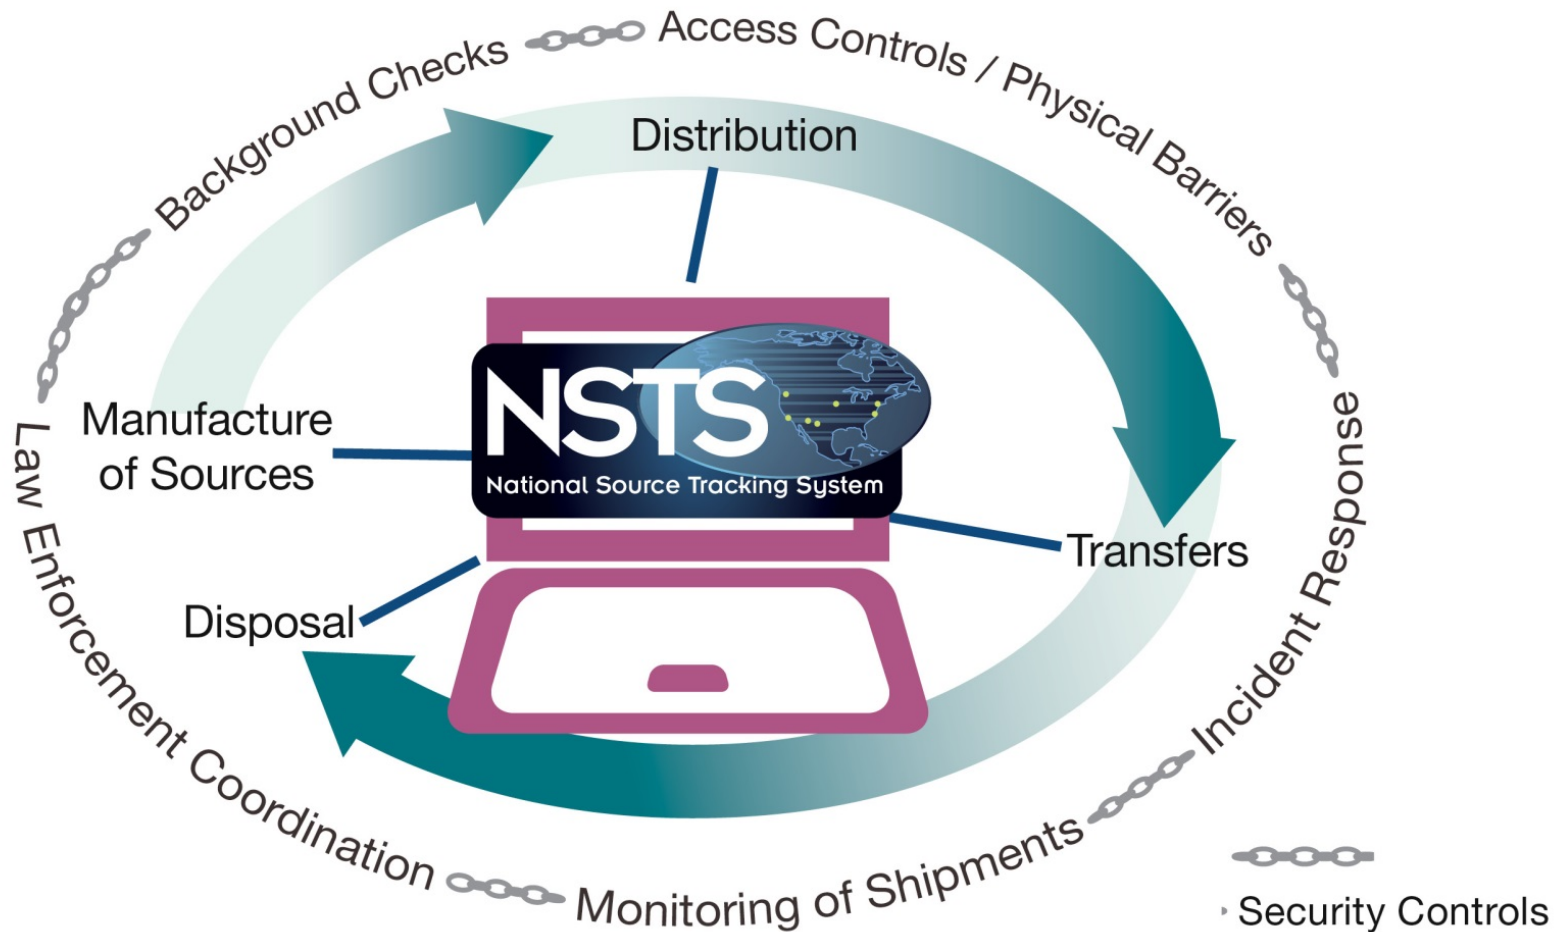 Background Checks
Access Controls / Physical Barriers
Distribution
NSTS
National Source Tracking System
Manufacture
of Sources
Transfers
Disposal
Incident Response
Law Enforcement Coordination
Monitoring of Shipments
Security Controls